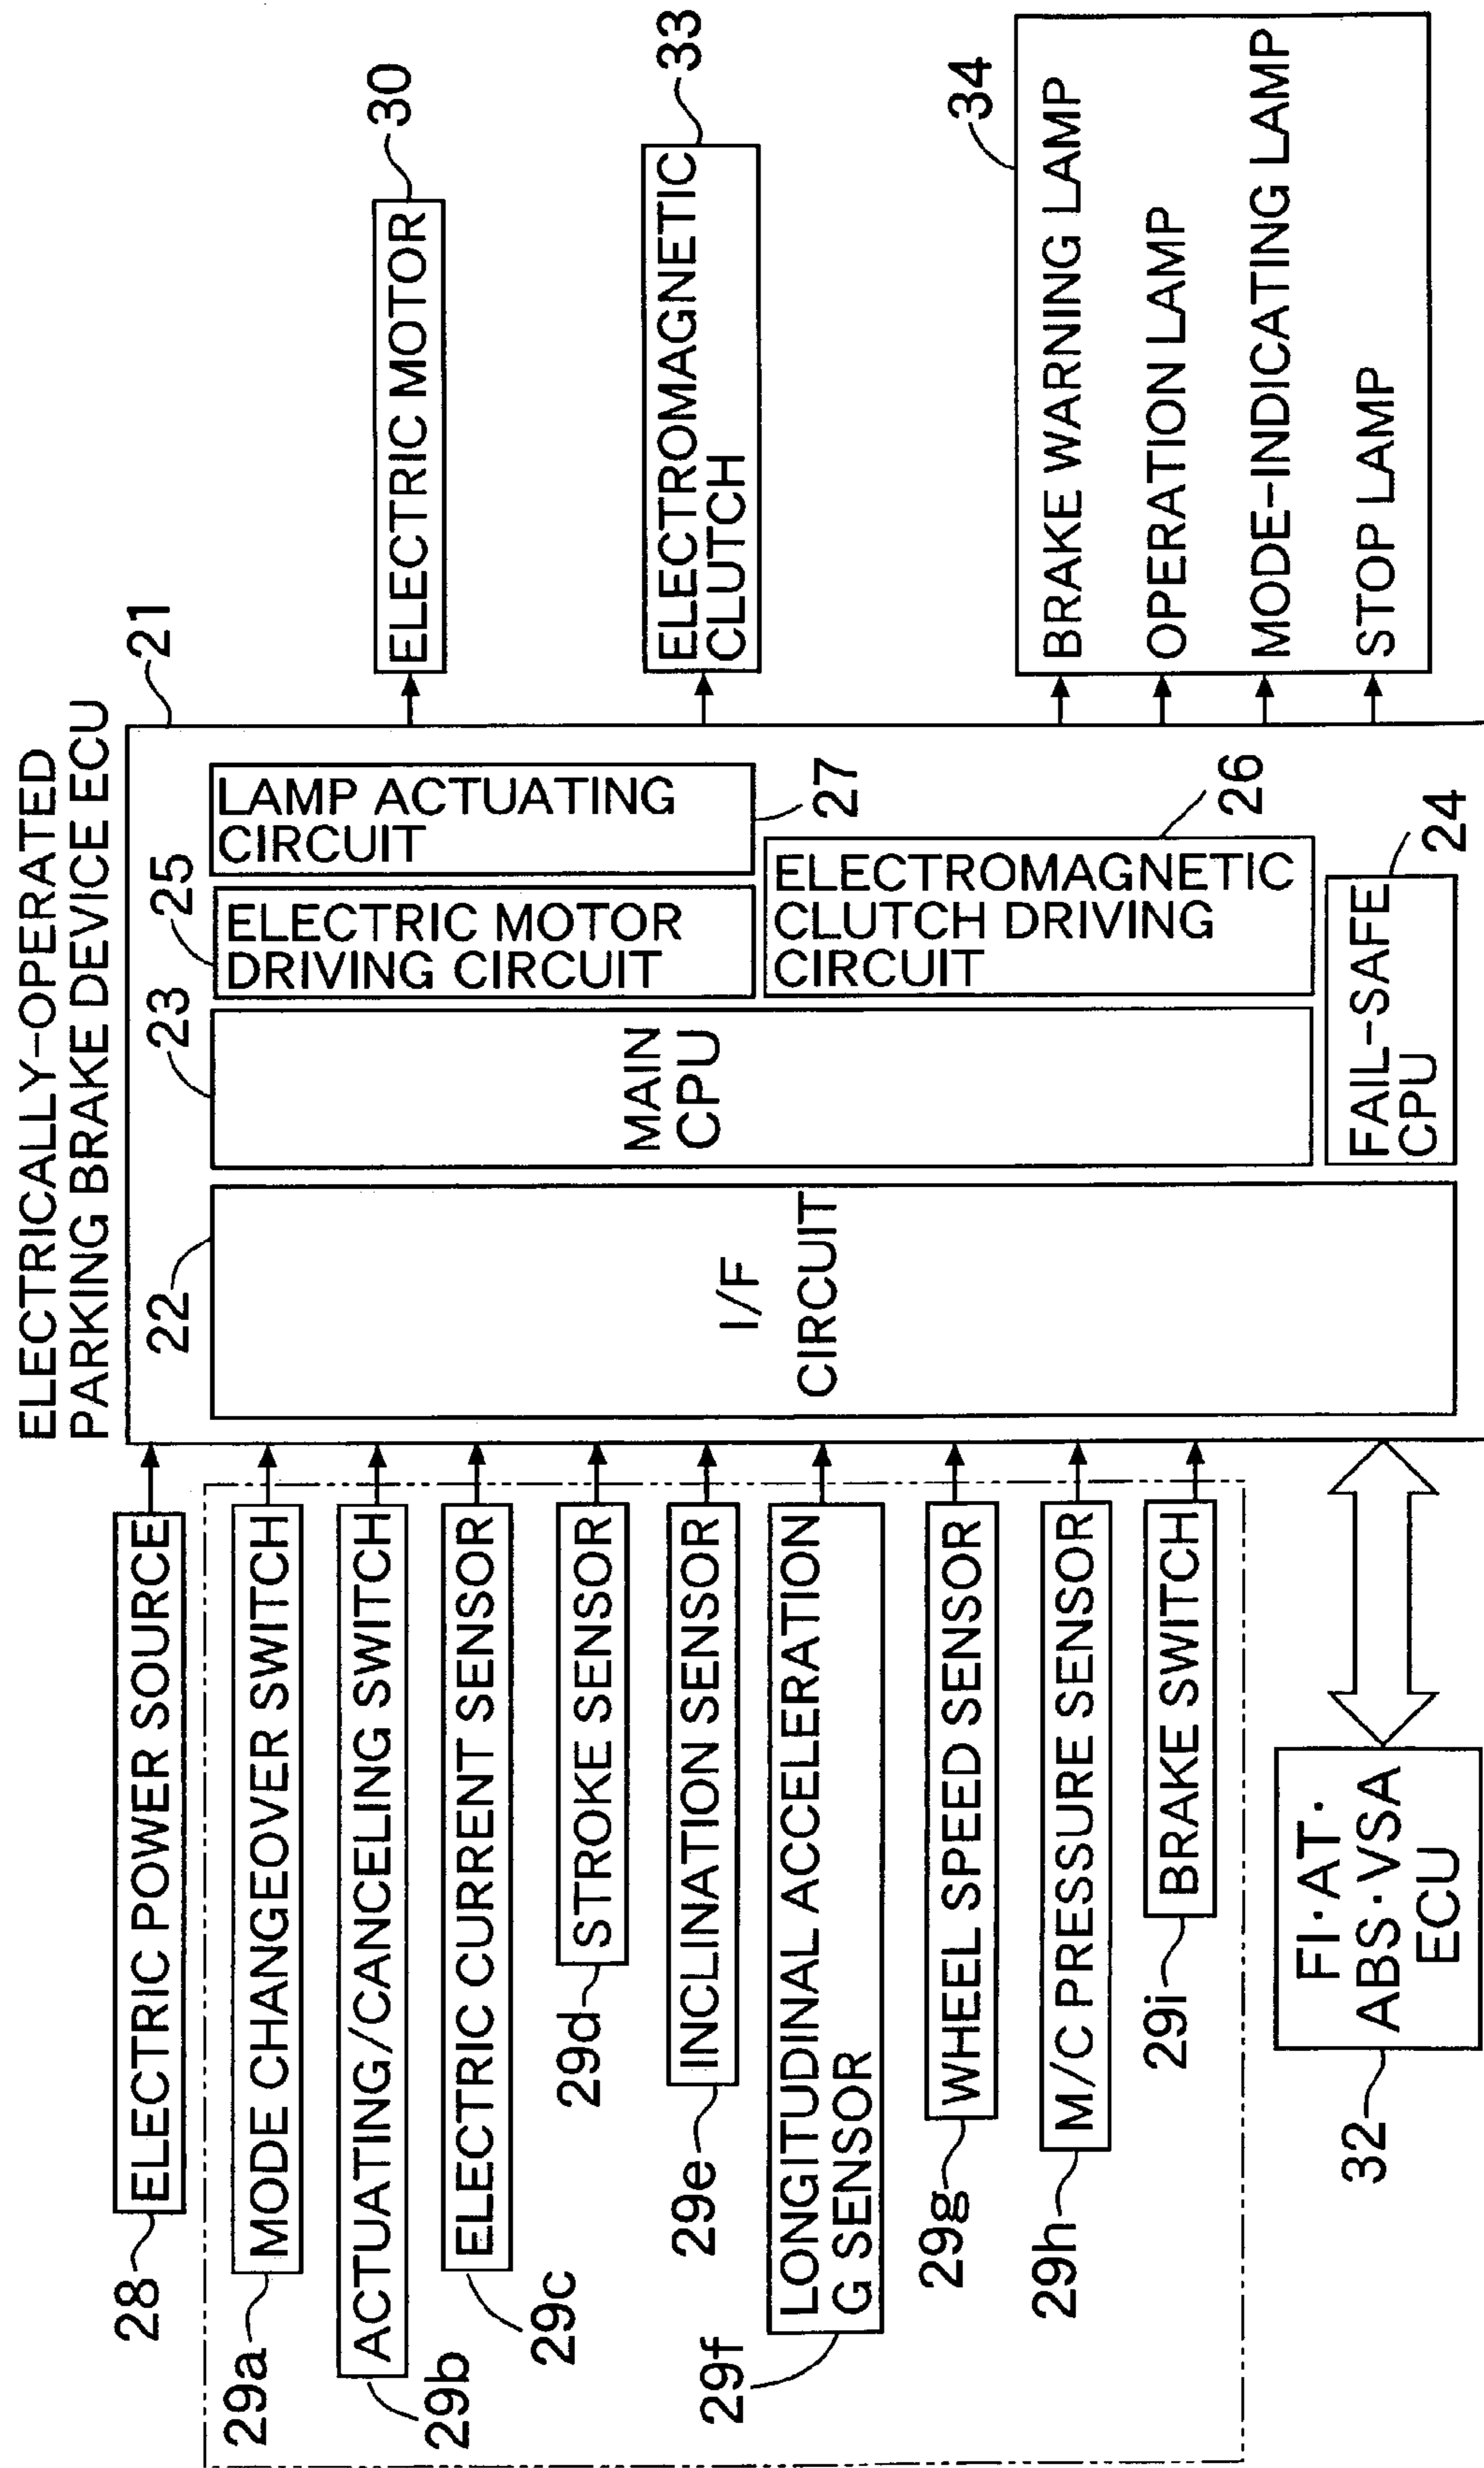 ELECTRICALLY-OPERATED
PARKING BRAKE DEVICE ECU
21
28
ELECTRIC POWER SOURCE
29a
MODE CHANGEOVER SWITCH
29b
ACTUATING/CANCELING SWITCH
29c
ELECTRIC CURRENT SENSOR
29d
STROKE SENSOR
29e
INCLINATION SENSOR
29f
LONGITUDINAL ACCELERATION
G SENSOR
29g
WHEEL SPEED SENSOR
29h
M/C PRESSURE SENSOR
29i
BRAKE SWITCH
32
FI·AT·
ABS·VSA
ECU
22
I/F
CIRCUIT
23
MAIN
CPU
25
ELECTRIC MOTOR
DRIVING CIRCUIT
LAMP ACTUATING
CIRCUIT
27
ELECTROMAGNETIC
CLUTCH DRIVING
CIRCUIT
26
FAIL-SAFE
CPU
24
ELECTRIC MOTOR
30
ELECTROMAGNETIC
CLUTCH
33
34
BRAKE WARNING LAMP
OPERATION LAMP
MODE-INDICATING LAMP
STOP LAMP